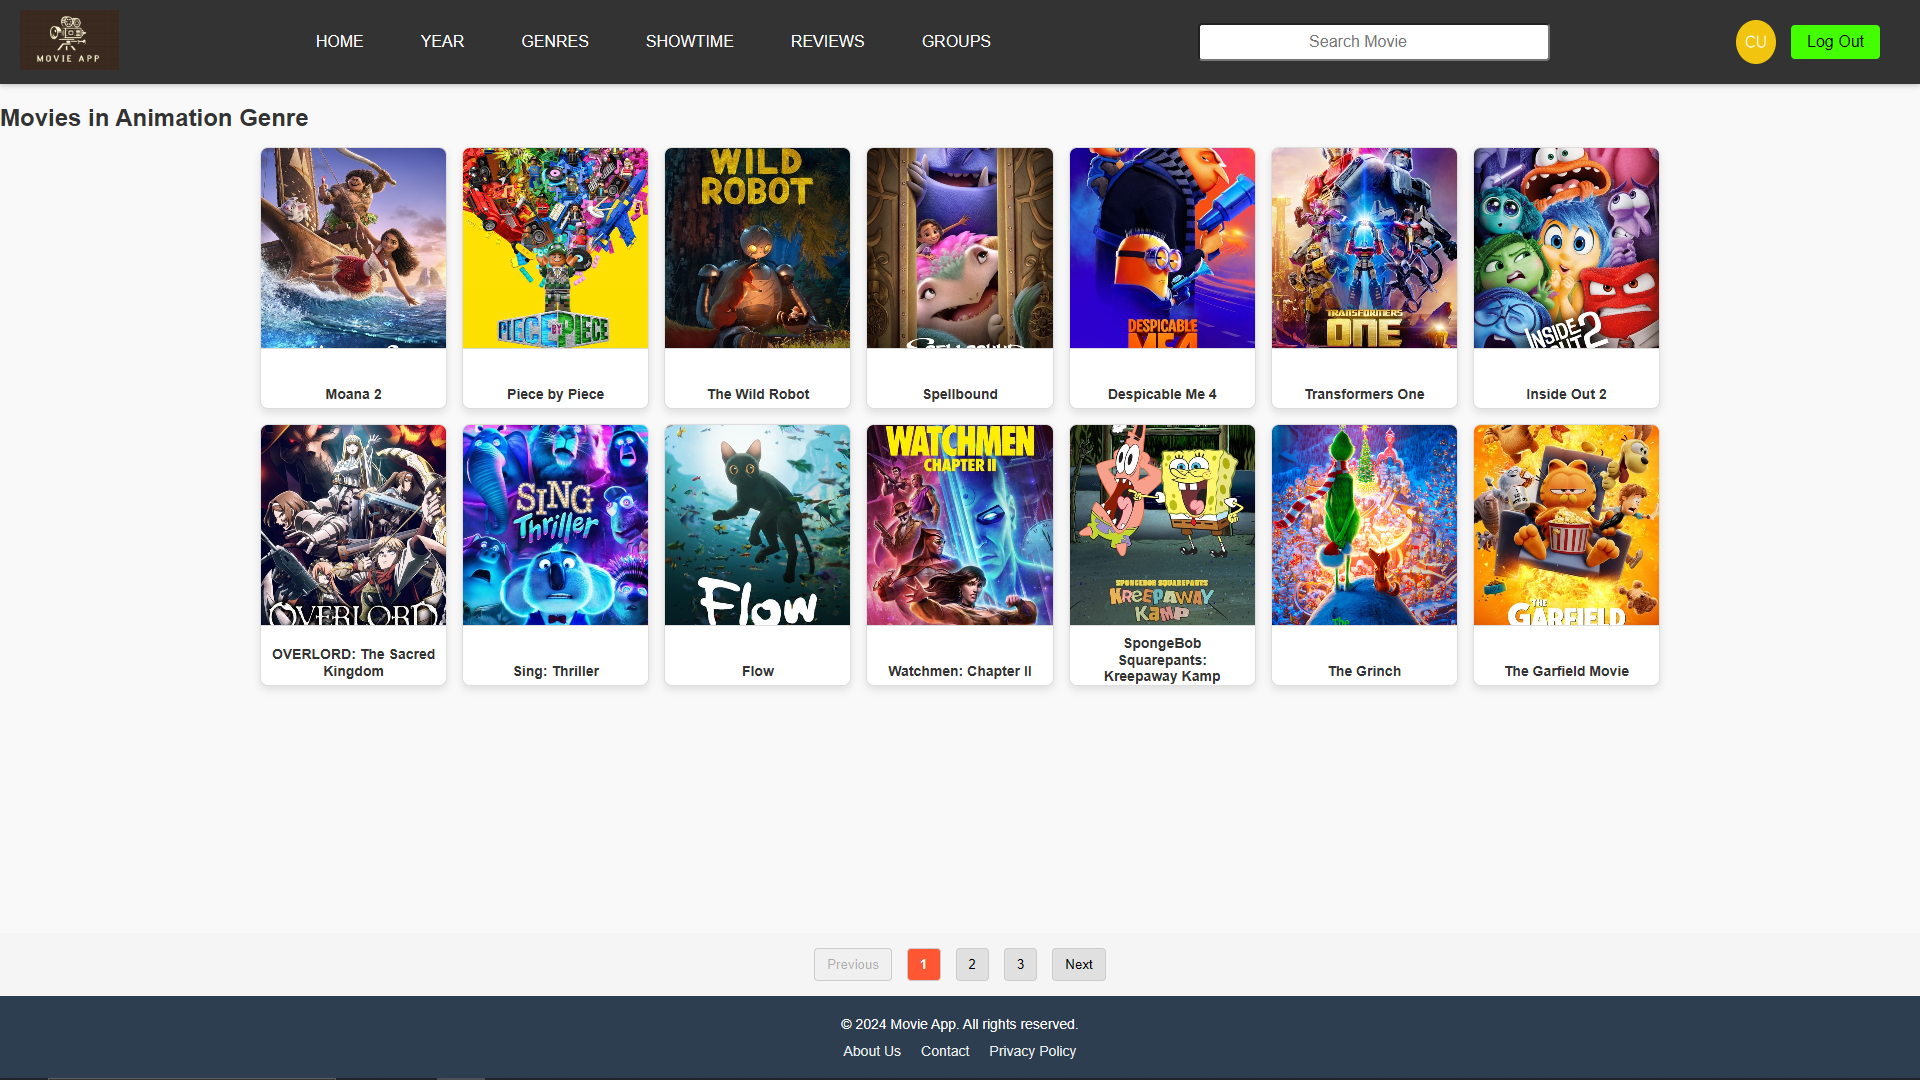 MOVIE APP
HOME YEAR GENRES SHOWTIME REVIEWS GROUPS
Search Movie
CU
Log Out
Movies in Animation Genre
PIECE BY PIECE
WILD
ROBOT
DESPICABLE
ME 4
TRANSFORMERS
ONE
INSIDE
OUT 2
Moana 2
Piece by Piece
The Wild Robot
Spellbound
Despicable Me 4
Transformers One
Inside Out 2
OVERLORD
SING
Thriller
Flow
WATCHMEN
CHAPTER II
SPONGEBOB SQUAREPANTS
KREEPAWAY
KAMP
The
THE
GARFIELD
OVERLORD: The Sacred
Kingdom
Sing: Thriller
Flow
Watchmen: Chapter II
SpongeBob
Squarepants:
Kreepaway Kamp
The Grinch
The Garfield Movie
Previous 1 2 3 Next
© 2024 Movie App. All rights reserved.
About Us Contact Privacy Policy